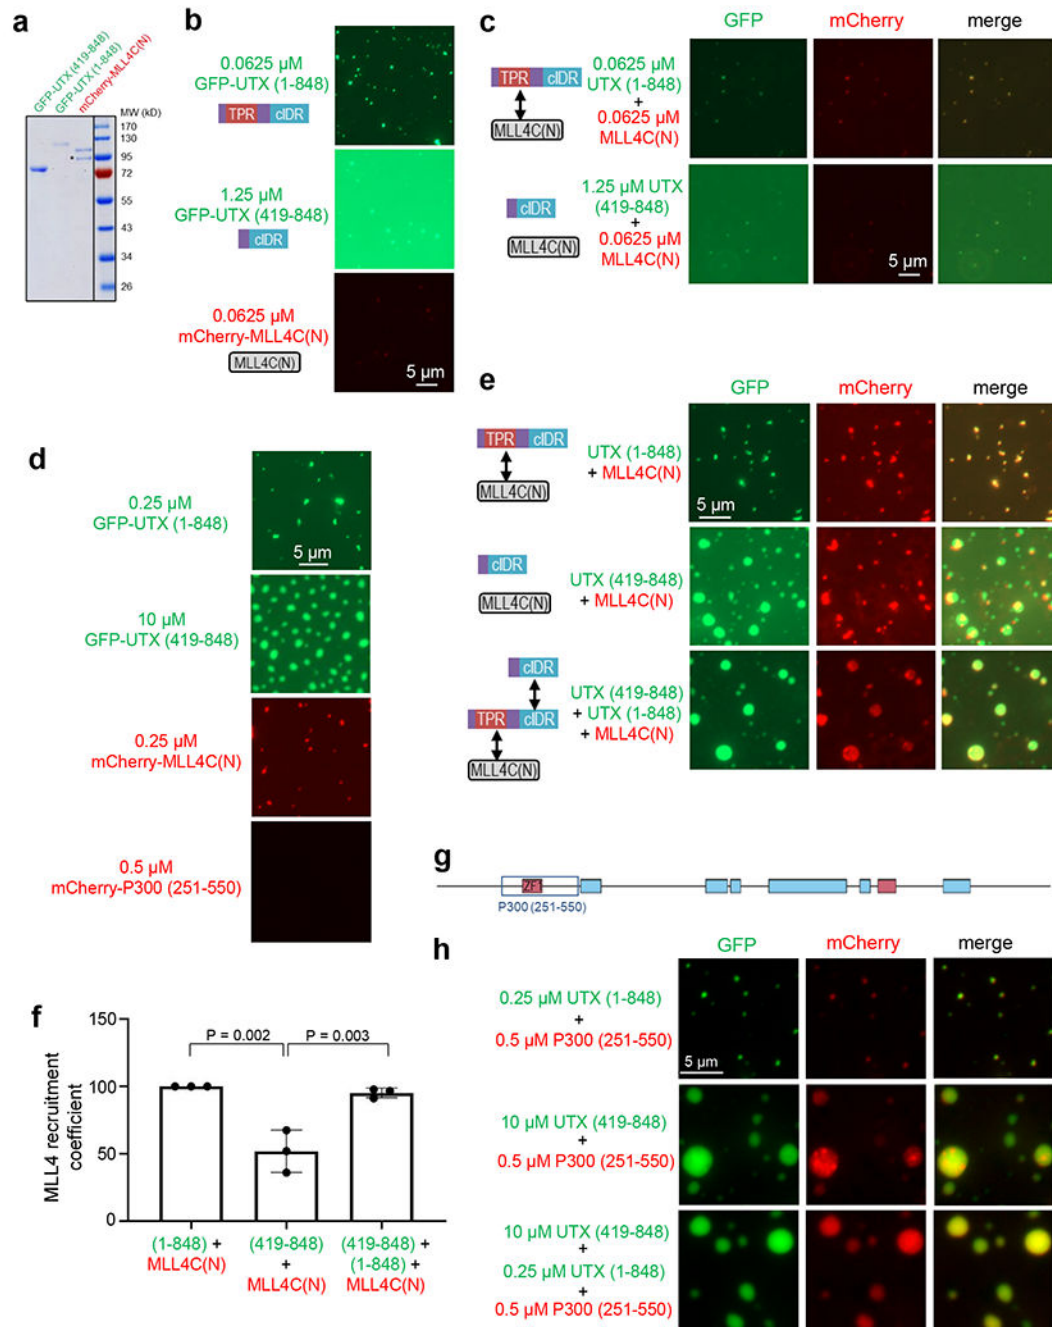 a
GFP-UTX (419-848)
GFP-UTX (1-848)
mCherry-MLL4C(N)
MW (kD)
170
130
95
72
55
43
34
26
b
0.0625 µM
GFP-UTX (1-848)
TPR cIDR
1.25 µM
GFP-UTX (419-848)
cIDR
0.0625 µM
mCherry-MLL4C(N)
MLL4C(N)
5 µm
c
GFP mCherry merge
TPR cIDR
MLL4C(N)
0.0625 µM
UTX (1-848)
+
0.0625 µM
MLL4C(N)
cIDR
MLL4C(N)
1.25 µM UTX
(419-848)
+
0.0625 µM
MLL4C(N)
5 µm
d
0.25 µM
GFP-UTX (1-848)
5 µm
10 µM
GFP-UTX (419-848)
0.25 µM
mCherry-MLL4C(N)
0.5 µM
mCherry-P300 (251-550)
e
GFP mCherry merge
TPR cIDR
MLL4C(N)
UTX (1-848)
+ MLL4C(N)
5 µm
cIDR
MLL4C(N)
UTX (419-848)
+ MLL4C(N)
cIDR
TPR cIDR
MLL4C(N)
UTX (419-848)
+ UTX (1-848)
+ MLL4C(N)
f
MLL4 recruitment
coefficient
150
100
50
0
P = 0.002
P = 0.003
(1-848) +
MLL4C(N)
(419-848)
+
MLL4C(N)
(419-848) +
(1-848) +
MLL4C(N)
g
ZF1
P300 (251-550)
h
GFP mCherry merge
0.25 µM UTX (1-848)
+
0.5 µM P300 (251-550)
5 µm
10 µM UTX (419-848)
+
0.5 µM P300 (251-550)
10 µM UTX (419-848)
+
0.25 µM UTX (1-848)
+
0.5 µM P300 (251-550)